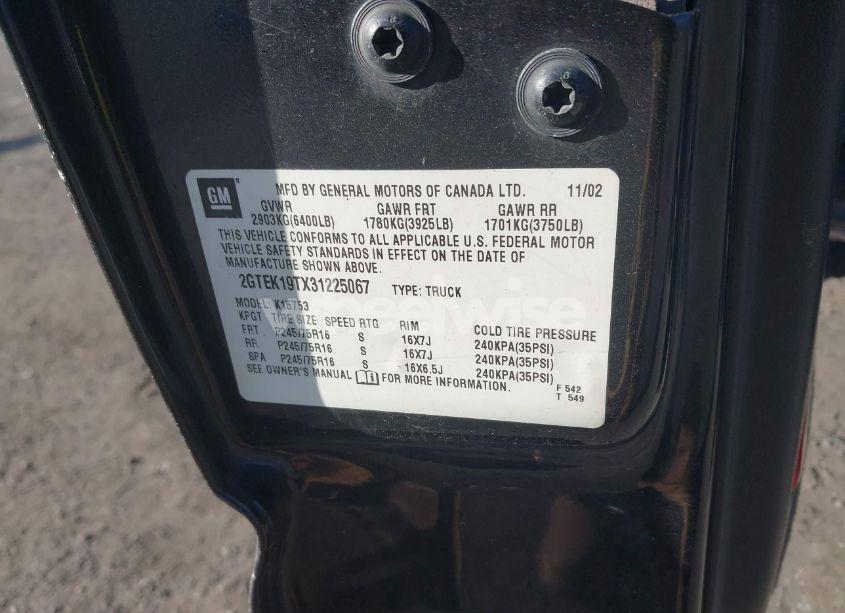 GM
MFD BY GENERAL MOTORS OF CANADA LTD. 11/02
GVWR GAWR FRT GAWR RR
2903KG(6400LB) 1780KG(3925LB) 1701KG(3750LB)
THIS VEHICLE CONFORMS TO ALL APPLICABLE U.S. FEDERAL MOTOR
VEHICLE SAFETY STANDARDS IN EFFECT ON THE DATE OF
MANUFACTURE SHOWN ABOVE.
2GTEK19TX31225067 TYPE: TRUCK
MODEL: K15753
KPGT TIRE SIZE SPEED RTG RIM COLD TIRE PRESSURE
FRT P245/75R16 S 16X7J 240KPA(35PSI)
RR P245/75R16 S 16X7J 240KPA(35PSI)
SPA P245/75R16 S 16X6.5J 240KPA(35PSI)
SEE OWNER'S MANUAL FOR MORE INFORMATION.
F 542
T 549